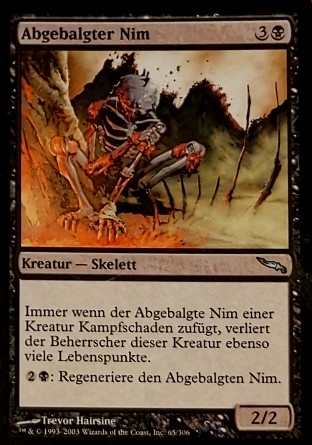 Abgebalgter Nim 3
Kreatur — Skelett
Immer wenn der Abgebalgte Nim einer
Kreatur Kampfschaden zufügt, verliert
der Beherrscher dieser Kreatur ebenso
viele Lebenspunkte.
2: Regeneriere den Abgebalgten Nim.
Trevor Hairsine
™ & © 1993-2003 Wizards of the Coast, Inc. 65/306
2/2